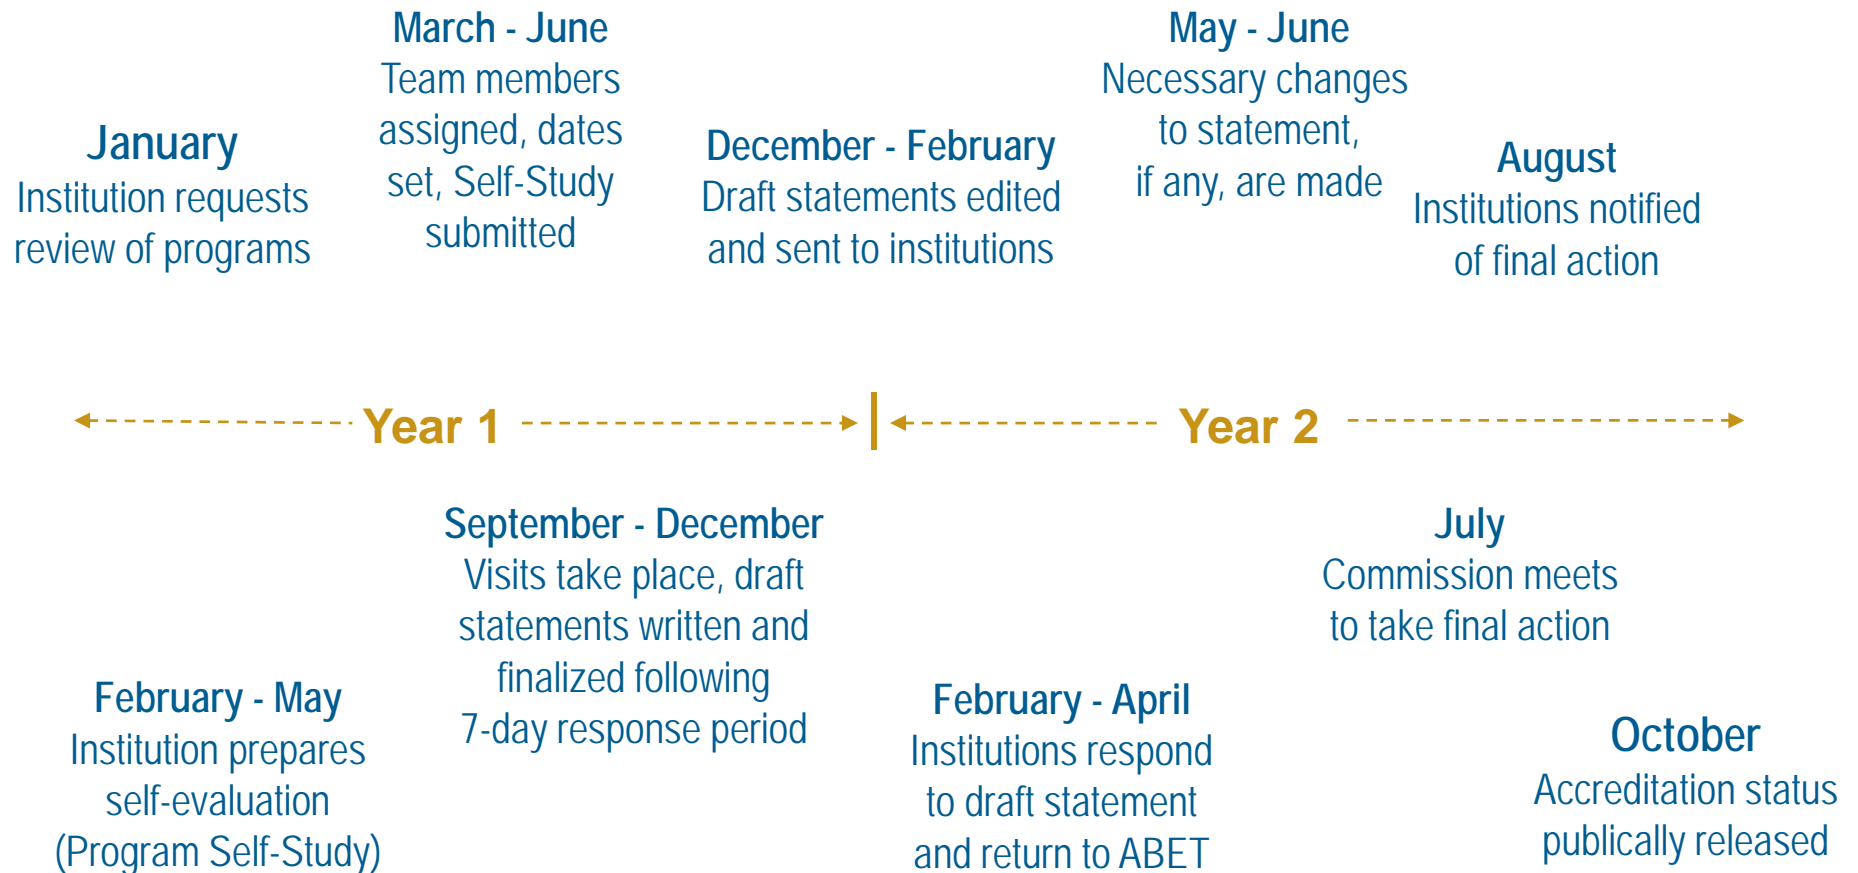 January
Institution requests
review of programs
March - June
Team members
assigned, dates
set, Self-Study
submitted
December - February
Draft statements edited
and sent to institutions
May - June
Necessary changes
to statement,
if any, are made
August
Institutions notified
of final action
Year 1
Year 2
February - May
Institution prepares
self-evaluation
(Program Self-Study)
September - December
Visits take place, draft
statements written and
finalized following
7-day response period
February - April
Institutions respond
to draft statement
and return to ABET
July
Commission meets
to take final action
October
Accreditation status
publically released